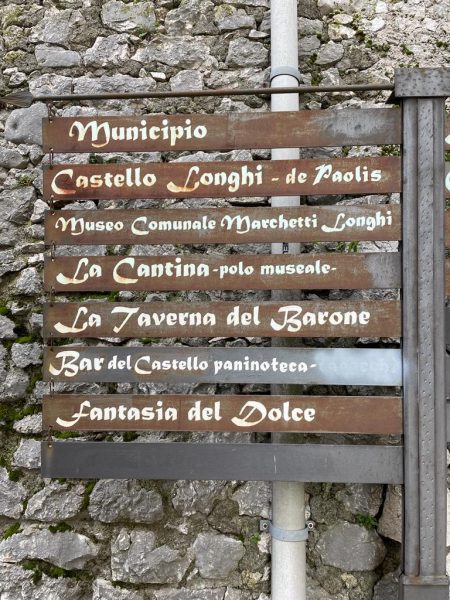 Municipio
Castello Longhi - de Paolis
Museo Comunale Marchetti Longhi
La Cantina -polo museale-
La Taverna del Barone
Bar del Castello paninoteca -
Fantasia del Dolce